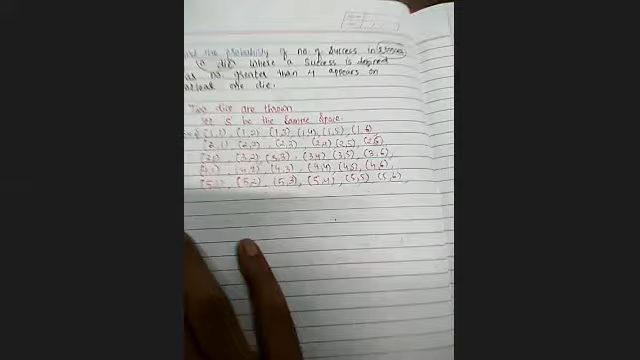 find the probability of no. of Success in 2 tosses
(a die) where a Success is defined
as no. greater than 4 appears on
atleast one die.
Two dice are thrown
let S be the Sample Space.
(1,1), (1,2), (1,3), (1,4), (1,5), (1,6)
(2,1), (2,2), (2,3) (2,4) (2,5), (2,6)
(3,1), (3,2), (3,3), (3,4) (3,5), (3,6),
(4,1), (4,2), (4,3), (4,4), (4,5), (4,6),
(5,1), (5,2), (5,3), (5,4), (5,5) (5,6),